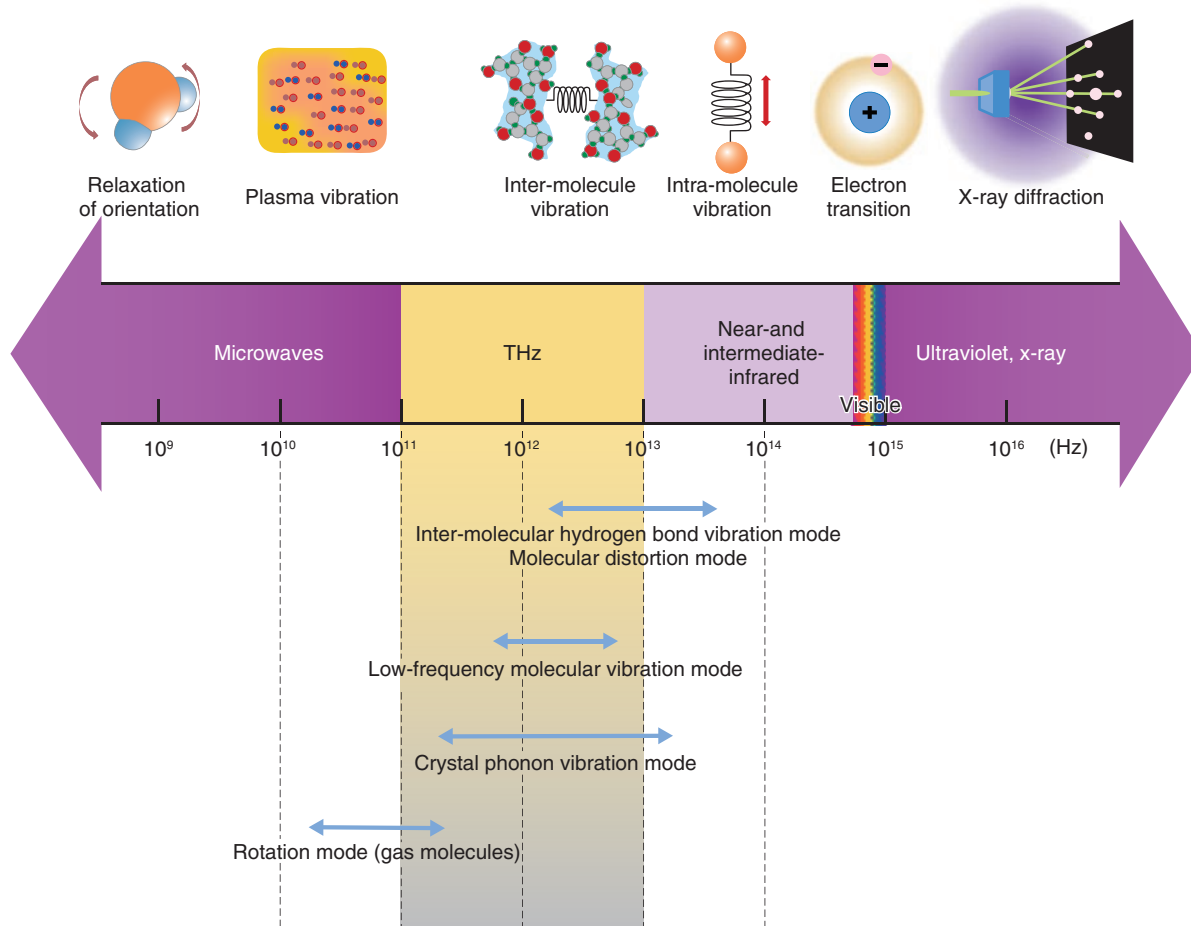 Relaxation
of orientation
Plasma vibration
Inter-molecule
vibration
Intra-molecule
vibration
Electron
transition
X-ray diffraction
Microwaves
THz
Near-and
intermediate-
infrared
Visible
Ultraviolet, x-ray
10⁹
10¹⁰
10¹¹
10¹²
10¹³
10¹⁴
10¹⁵
10¹⁶
(Hz)
Inter-molecular hydrogen bond vibration mode
Molecular distortion mode
Low-frequency molecular vibration mode
Crystal phonon vibration mode
Rotation mode (gas molecules)